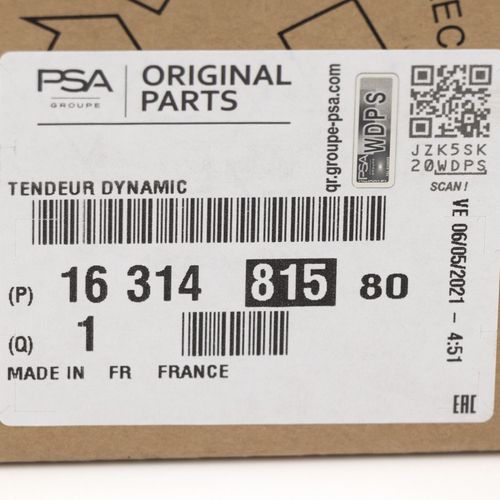 EC
PSA
GROUPE
ORIGINAL
PARTS
qr.groupe-psa.com
PSA WDPS
JZK5SK
20WDPS
SCAN!
TENDEUR DYNAMIC
(P) 16 314 815 80
(Q) 1
MADE IN FR FRANCE
VE 06/05/2021 - 4:51
EAC